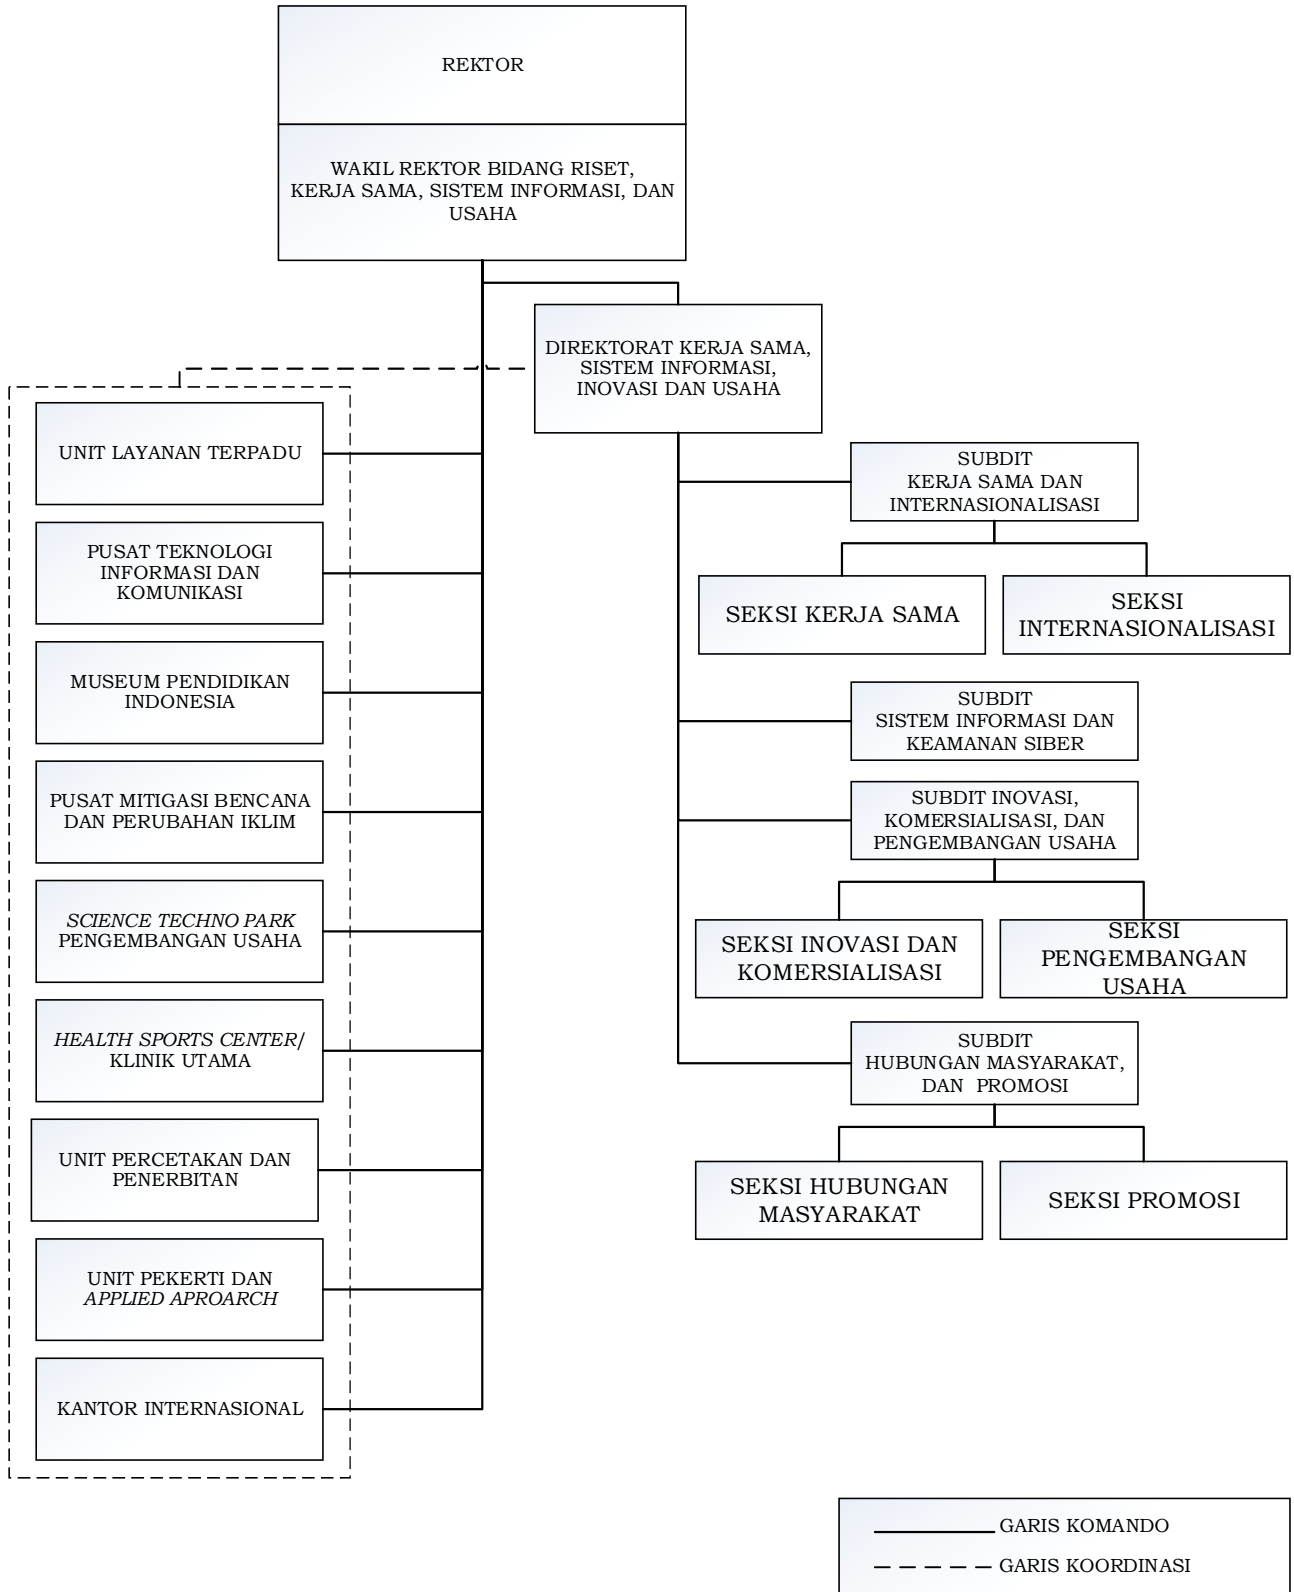 REKTOR
WAKIL REKTOR BIDANG RISET,
KERJA SAMA, SISTEM INFORMASI, DAN
USAHA
DIREKTORAT KERJA SAMA,
SISTEM INFORMASI,
INOVASI DAN USAHA
UNIT LAYANAN TERPADU
PUSAT TEKNOLOGI
INFORMASI DAN
KOMUNIKASI
MUSEUM PENDIDIKAN
INDONESIA
PUSAT MITIGASI BENCANA
DAN PERUBAHAN IKLIM
SCIENCE TECHNO PARK
PENGEMBANGAN USAHA
HEALTH SPORTS CENTER/
KLINIK UTAMA
UNIT PERCETAKAN DAN
PENERBITAN
UNIT PEKERTI DAN
APPLIED APROARCH
KANTOR INTERNASIONAL
SUBDIT
KERJA SAMA DAN
INTERNASIONALISASI
SEKSI KERJA SAMA
SEKSI
INTERNASIONALISASI
SUBDIT
SISTEM INFORMASI DAN
KEAMANAN SIBER
SUBDIT INOVASI,
KOMERSIALISASI, DAN
PENGEMBANGAN USAHA
SEKSI INOVASI DAN
KOMERSIALISASI
SEKSI
PENGEMBANGAN
USAHA
SUBDIT
HUBUNGAN MASYARAKAT,
DAN PROMOSI
SEKSI HUBUNGAN
MASYARAKAT
SEKSI PROMOSI
GARIS KOMANDO
GARIS KOORDINASI